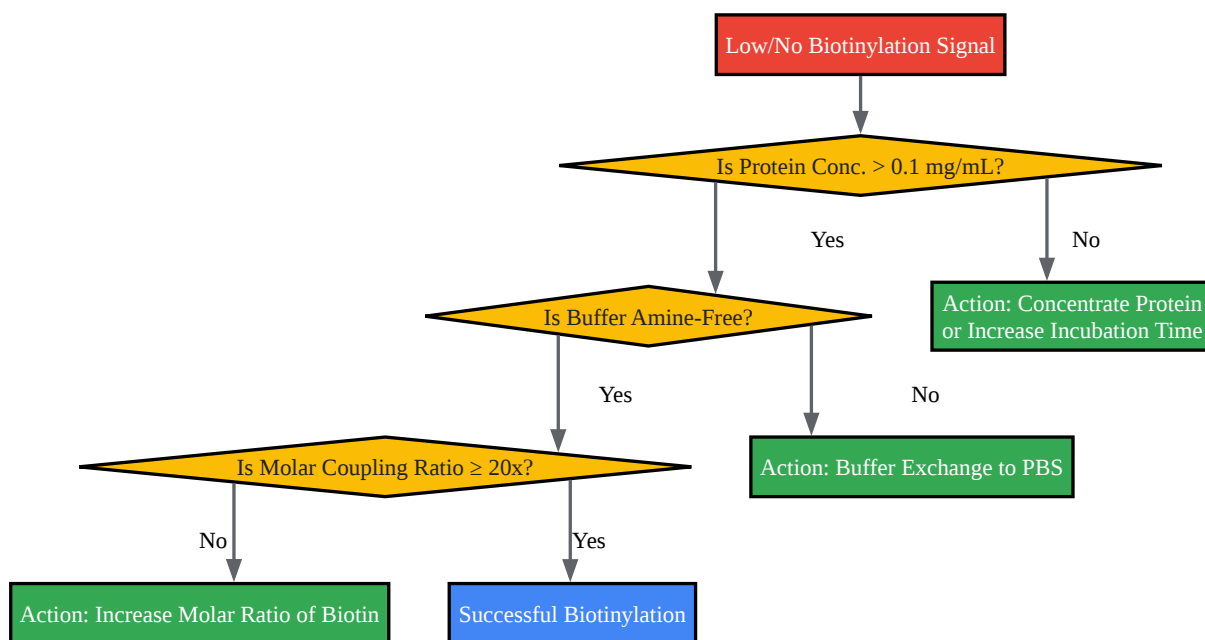 Low/No Biotinylation Signal
Is Protein Conc. > 0.1 mg/mL?
Yes
No
Is Buffer Amine-Free?
Action: Concentrate Protein
or Increase Incubation Time
Yes
No
Is Molar Coupling Ratio ≥ 20x?
Action: Buffer Exchange to PBS
No
Yes
Action: Increase Molar Ratio of Biotin
Successful Biotinylation